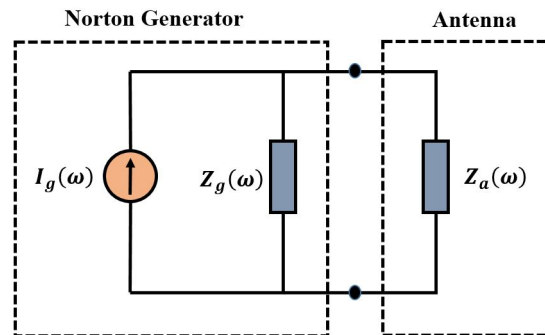 Norton Generator
Antenna
I_g(ω)
Z_g(ω)
Z_a(ω)